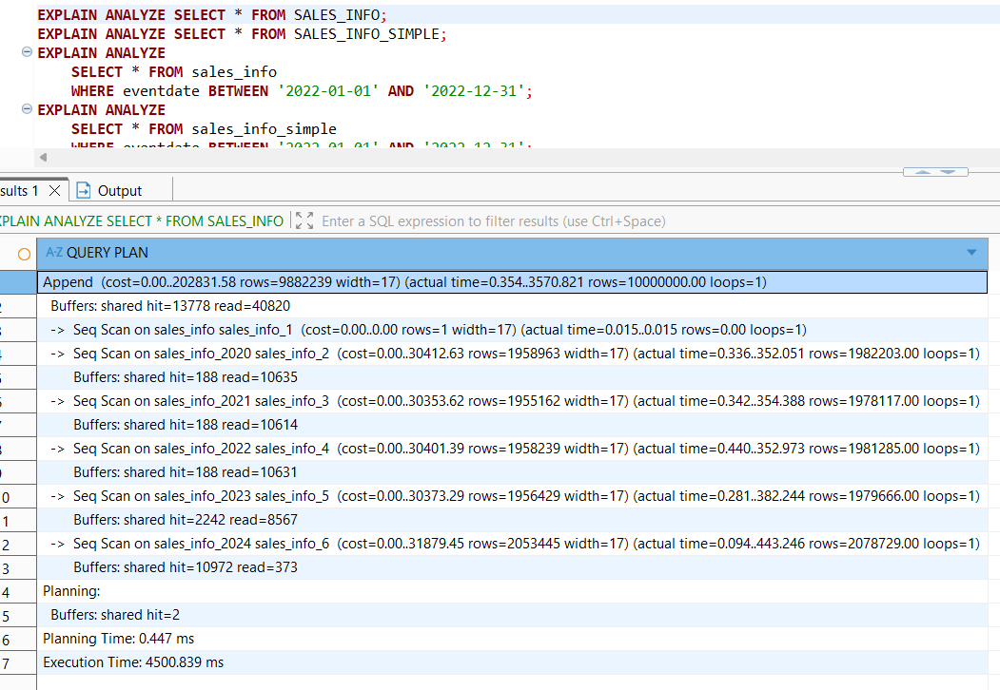 EXPLAIN ANALYZE SELECT * FROM SALES_INFO;
EXPLAIN ANALYZE SELECT * FROM SALES_INFO_SIMPLE;
EXPLAIN ANALYZE
SELECT * FROM sales_info
WHERE eventdate BETWEEN '2022-01-01' AND '2022-12-31';
EXPLAIN ANALYZE
SELECT * FROM sales_info_simple
WHERE eventdate BETWEEN '2022-01-01' AND '2022-12-31';
sults 1 Output
XPLAIN ANALYZE SELECT * FROM SALES_INFO Enter a SQL expression to filter results (use Ctrl+Space)
A-Z QUERY PLAN
Append (cost=0.00..202831.58 rows=9882239 width=17) (actual time=0.354..3570.821 rows=10000000.00 loops=1)
2 Buffers: shared hit=13778 read=40820
3 -> Seq Scan on sales_info sales_info_1 (cost=0.00..0.00 rows=1 width=17) (actual time=0.015..0.015 rows=0.00 loops=1)
4 -> Seq Scan on sales_info_2020 sales_info_2 (cost=0.00..30412.63 rows=1958963 width=17) (actual time=0.336..352.051 rows=1982203.00 loops=1)
5 Buffers: shared hit=188 read=10635
6 -> Seq Scan on sales_info_2021 sales_info_3 (cost=0.00..30353.62 rows=1955162 width=17) (actual time=0.342..354.388 rows=1978117.00 loops=1)
7 Buffers: shared hit=188 read=10614
8 -> Seq Scan on sales_info_2022 sales_info_4 (cost=0.00..30401.39 rows=1958239 width=17) (actual time=0.440..352.973 rows=1981285.00 loops=1)
9 Buffers: shared hit=188 read=10631
0 -> Seq Scan on sales_info_2023 sales_info_5 (cost=0.00..30373.29 rows=1956429 width=17) (actual time=0.281..382.244 rows=1979666.00 loops=1)
1 Buffers: shared hit=2242 read=8567
2 -> Seq Scan on sales_info_2024 sales_info_6 (cost=0.00..31879.45 rows=2053445 width=17) (actual time=0.094..443.246 rows=2078729.00 loops=1)
3 Buffers: shared hit=10972 read=373
4 Planning:
5 Buffers: shared hit=2
6 Planning Time: 0.447 ms
7 Execution Time: 4500.839 ms